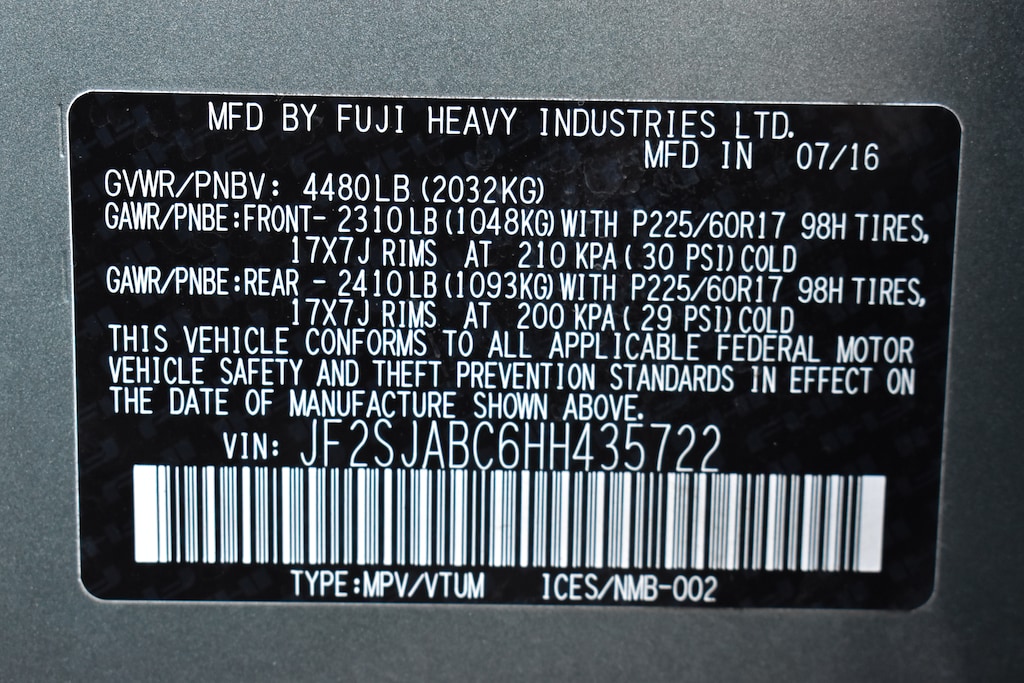 MFD BY FUJI HEAVY INDUSTRIES LTD.
MFD IN 07/16
GVWR/PNBV: 4480LB (2032KG)
GAWR/PNBE:FRONT- 2310LB (1048KG) WITH P225/60R17 98H TIRES,
17X7J RIMS AT 210 KPA ( 30 PSI) COLD
GAWR/PNBE:REAR - 2410LB (1093KG) WITH P225/60R17 98H TIRES,
17X7J RIMS AT 200 KPA ( 29 PSI) COLD
THIS VEHICLE CONFORMS TO ALL APPLICABLE FEDERAL MOTOR
VEHICLE SAFETY AND THEFT PREVENTION STANDARDS IN EFFECT ON
THE DATE OF MANUFACTURE SHOWN ABOVE.
VIN: JF2SJABC6HH435722
TYPE:MPV/VTUM ICES/NMB-002